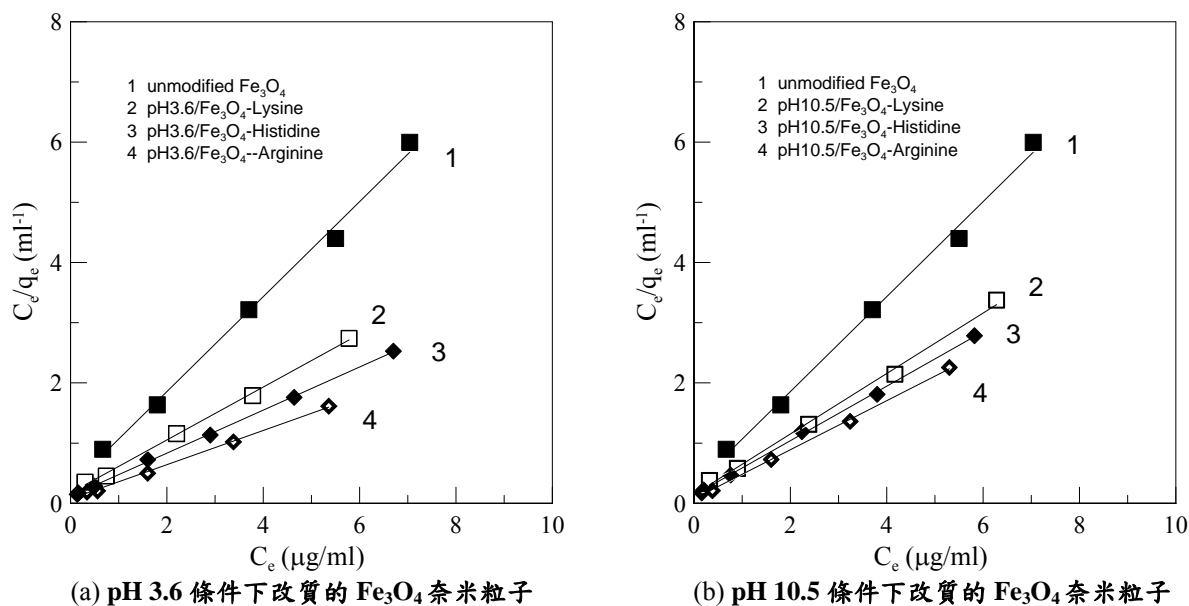 8
6
4
2
0
C_e/q_e (ml^-1)
1 unmodified Fe₃O₄
2 pH3.6/Fe₃O₄-Lysine
3 pH3.6/Fe₃O₄-Histidine
4 pH3.6/Fe₃O₄--Arginine
1
2
3
4
0 2 4 6 8 10
C_e (μg/ml)
(a) pH 3.6 條件下改質的 Fe₃O₄ 奈米粒子
8
6
4
2
0
C_e/q_e (ml^-1)
1 unmodified Fe₃O₄
2 pH10.5/Fe₃O₄-Lysine
3 pH10.5/Fe₃O₄-Histidine
4 pH10.5/Fe₃O₄-Arginine
1
2
3
4
0 2 4 6 8 10
C_e (μg/ml)
(b) pH 10.5 條件下改質的 Fe₃O₄ 奈米粒子